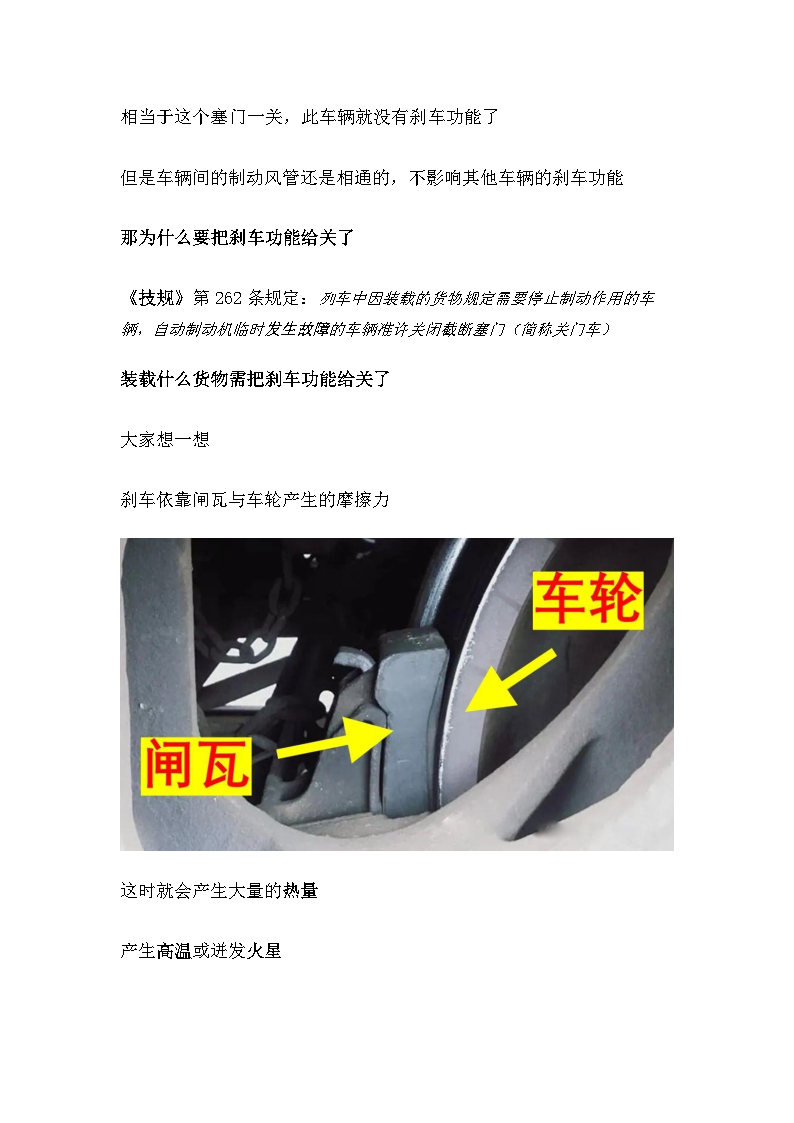 相当于这个塞门一关，此车辆就没有刹车功能了
但是车辆间的制动风管还是相通的，不影响其他车辆的刹车功能
那为什么要把刹车功能给关了
《技规》第 262 条规定：列车中因装载的货物规定需要停止制动作用的车
辆，自动制动机临时发生故障的车辆准许关闭截断塞门（简称关门车）
装载什么货物需把刹车功能给关了
大家想一想
刹车依靠闸瓦与车轮产生的摩擦力
车轮
闸瓦
这时就会产生大量的热量
产生高温或迸发火星